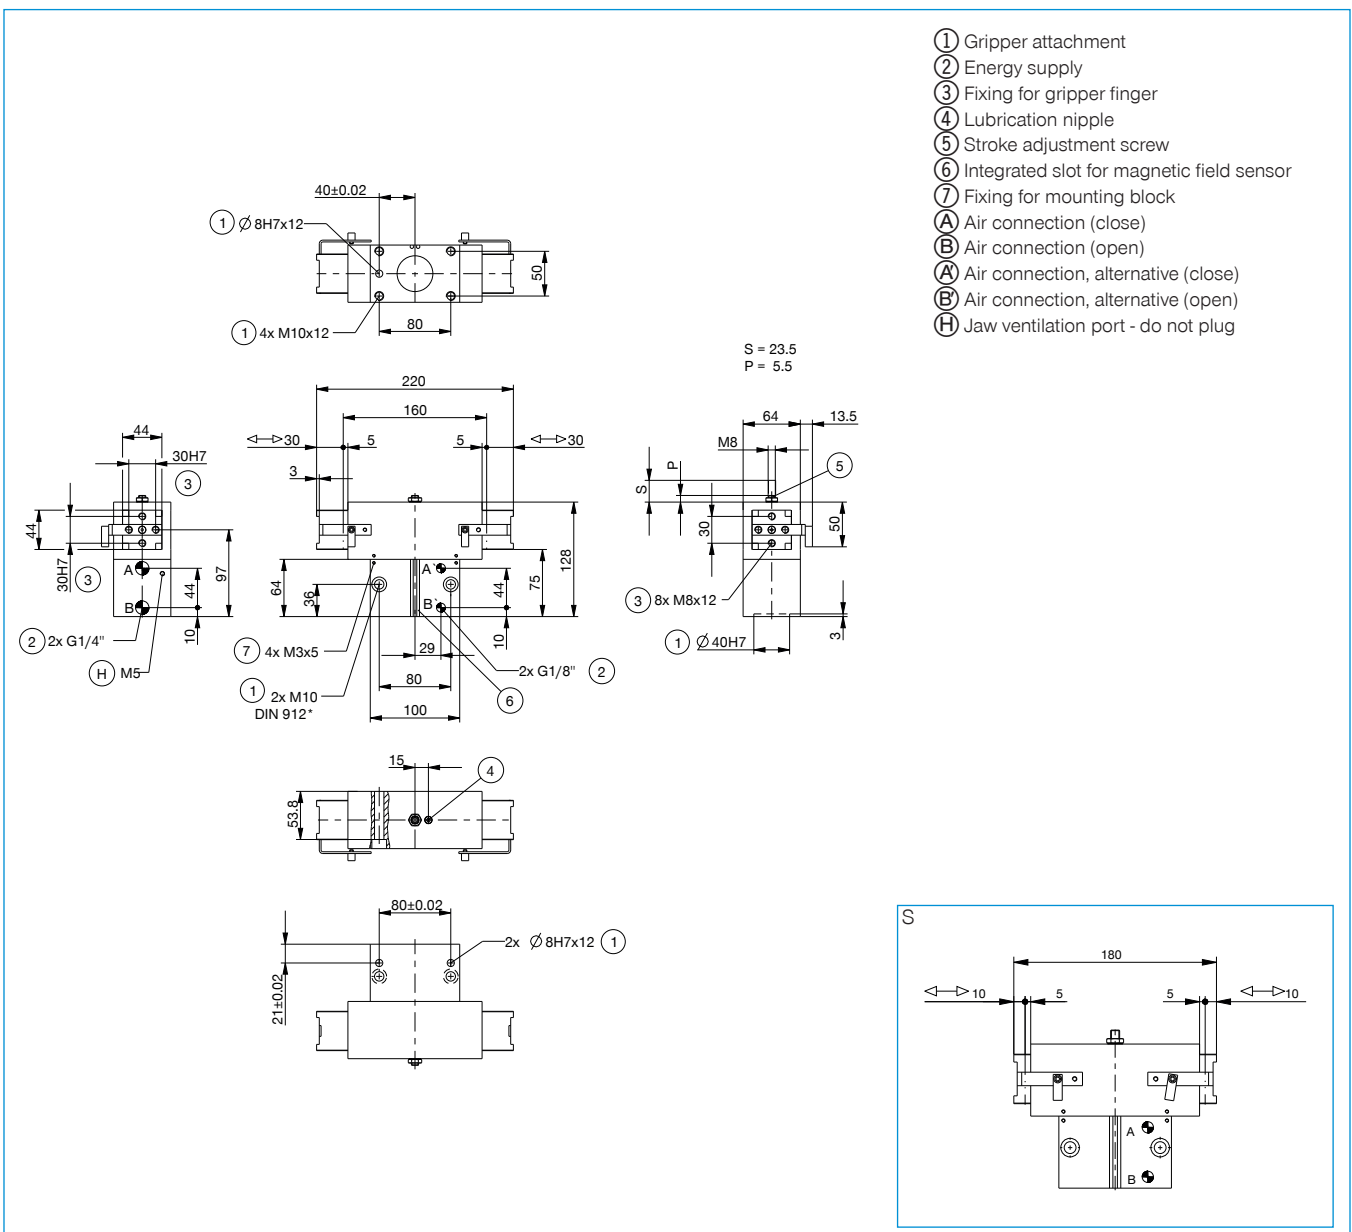 1 Gripper attachment
2 Energy supply
3 Fixing for gripper finger
4 Lubrication nipple
5 Stroke adjustment screw
6 Integrated slot for magnetic field sensor
7 Fixing for mounting block
A Air connection (close)
B Air connection (open)
A' Air connection, alternative (close)
B' Air connection, alternative (open)
H Jaw ventilation port - do not plug
40±0.02
1 Ø 8H7x12
50
1 4x M10x12
80
S = 23.5
P = 5.5
220
160
30 5 5 30
3
44
30H7
3
44
30H7
3
97
A
B
44
10
2 2x G1/4"
H M5
64
36
A`
B`
44
10
75
128
7 4x M3x5
29
2x G1/8" 2
80
1 2x M10
DIN 912*
100
6
64 13.5
M8
P
S
5
30
50
3 8x M8x12
1 Ø 40H7
3
15
4
53.8
80±0.02
2x Ø 8H7x12 1
21±0.02
S
180
10 5 5 10
A
B